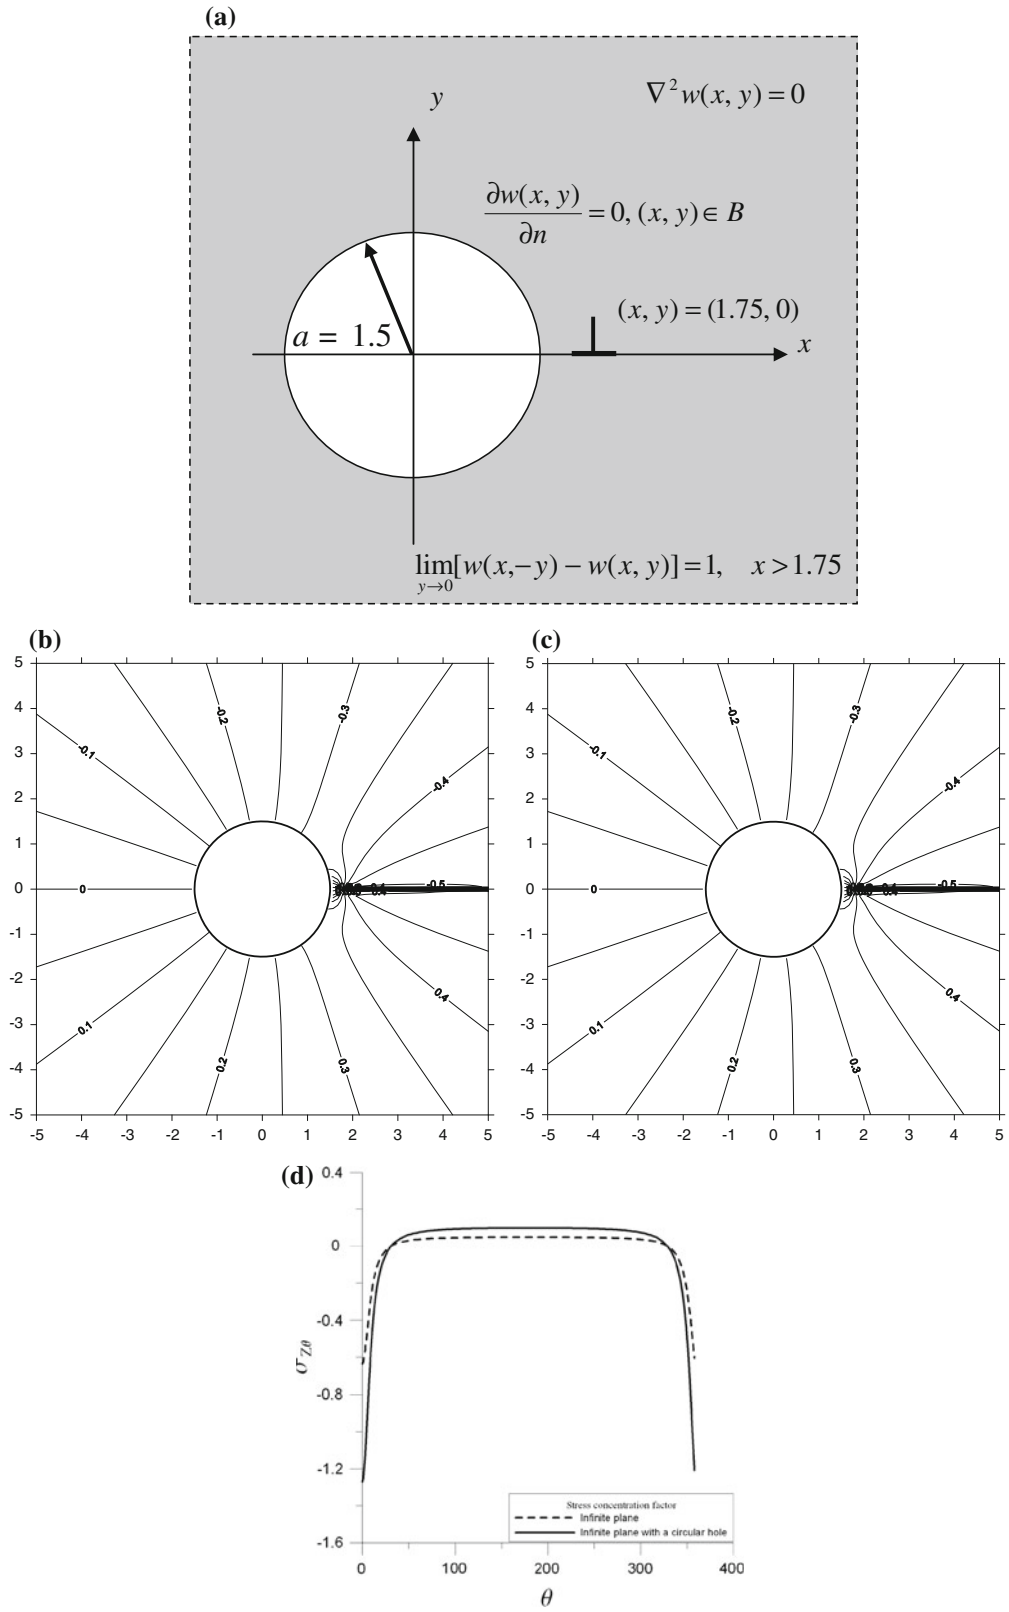 (a)
y
∇²w(x, y) = 0
∂w(x, y)/∂n = 0, (x, y) ∈ B
(x, y) = (1.75, 0)
a = 1.5
x
lim y→0 [w(x,−y) − w(x, y)] = 1, x > 1.75
(b)
(c)
5 4 3 2 1 0 -1 -2 -3 -4 -5
-5 -4 -3 -2 -1 0 1 2 3 4 5
-0.2 -0.3 -0.1 -0.4 0 -0.5 0.1 0.4 0.2 0.3
5 4 3 2 1 0 -1 -2 -3 -4 -5
-5 -4 -3 -2 -1 0 1 2 3 4 5
-0.2 -0.3 -0.1 -0.4 0 -0.5 0.1 0.4 0.2 0.3
(d)
0.4
0
-0.4
σZθ
-0.8
-1.2
-1.6
Stress concentration factor
Infinite plane
Infinite plane with a circular hole
0 100 200 300 400
θ